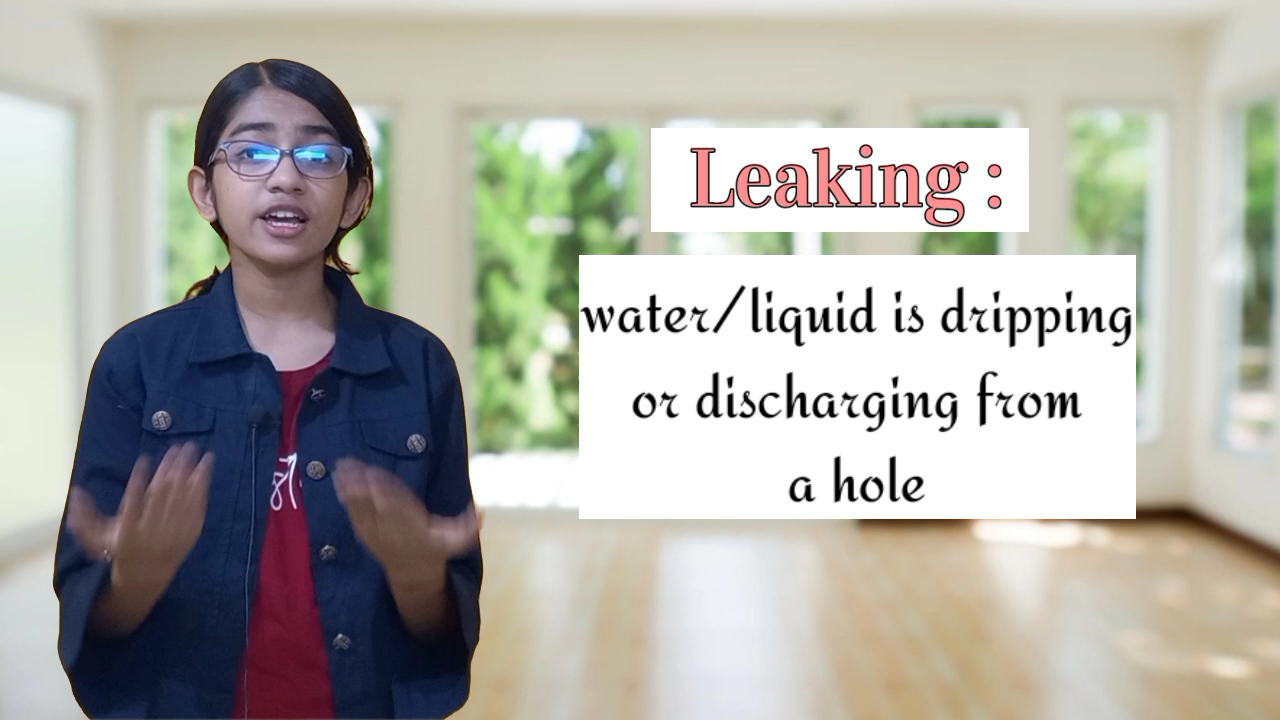 Leaking :
water/liquid is dripping
or discharging from
a hole